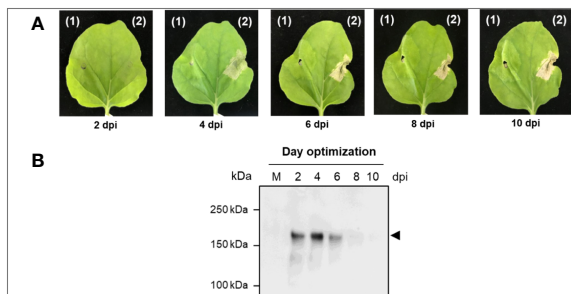 A
(1) (2) (1) (2) (1) (2) (1) (2) (1) (2)
2 dpi 4 dpi 6 dpi 8 dpi 10 dpi
B
Day optimization
kDa M 2 4 6 8 10 dpi
250 kDa
150 kDa
100 kDa